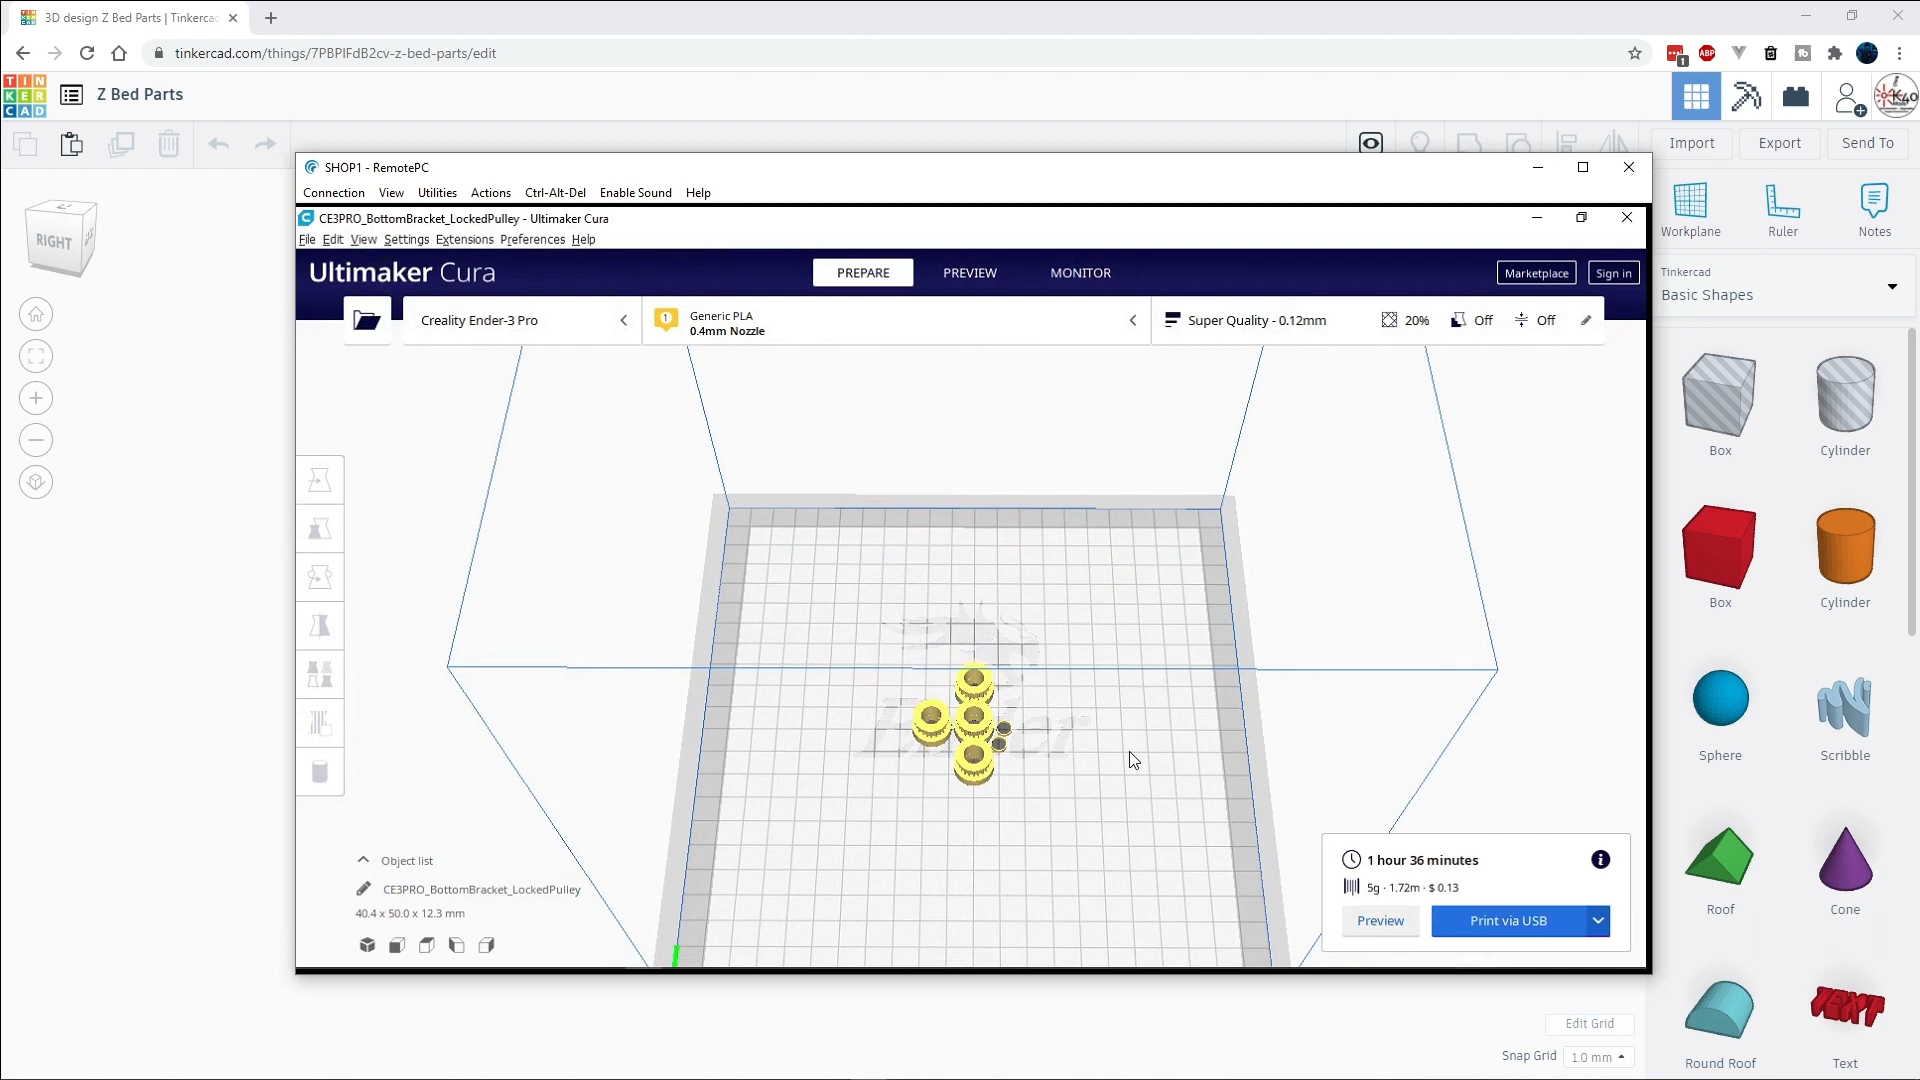 3D design Z Bed Parts | Tinkerca
tinkercad.com/things/7PBPIFdB2cv-z-bed-parts/edit
1
ABP
TIN
KER
CAD
Z Bed Parts
K40
Import
Export
Send To
SHOP1 - RemotePC
Connection View Utilities Actions Ctrl-Alt-Del Enable Sound Help
CE3PRO_BottomBracket_LockedPulley - Ultimaker Cura
File Edit View Settings Extensions Preferences Help
Ultimaker Cura
PREPARE
PREVIEW
MONITOR
Marketplace
Sign in
Creality Ender-3 Pro
1
Generic PLA
0.4mm Nozzle
Super Quality - 0.12mm
20%
Off
Off
RIGHT
Workplane
Ruler
Notes
Tinkercad
Basic Shapes
Box
Cylinder
Box
Cylinder
Sphere
Scribble
Roof
Cone
TEXT
Round Roof
Text
Object list
CE3PRO_BottomBracket_LockedPulley
40.4 x 50.0 x 12.3 mm
1 hour 36 minutes
5g · 1.72m · $ 0.13
Preview
Print via USB
Edit Grid
Snap Grid
1.0 mm